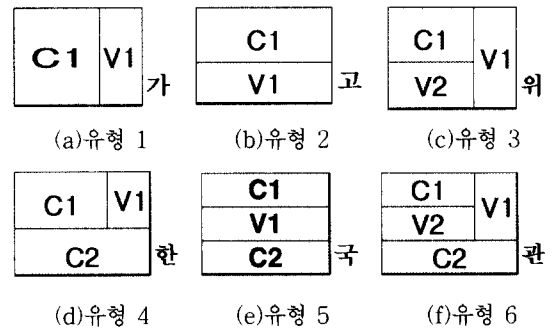 C1 V1 가
C1
V1 고
C1 V1
V2 위
(a)유형 1 (b)유형 2 (c)유형 3
C1 V1
C2 한
C1
V1 국
C2
C1 V1
V2
C2 관
(d)유형 4 (e)유형 5 (f)유형 6